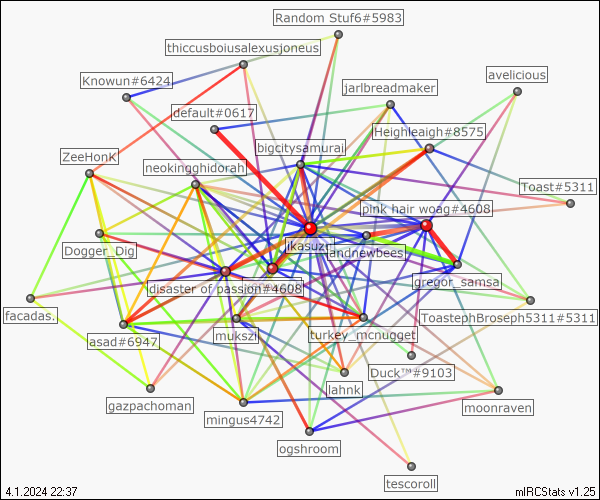 Random Stuf6#5983
thiccusboiusalexusjoneus
Knowun#6424
avelicious
jarlbreadmaker
default#0617
Heighleaigh#8575
bigcitysamurai
ZeeHonK
neokingghidorah
Toast#5311
pink hair woag#4608
Dogger_Dig
ikasuzr
andrewbees
gregor_samsa
disaster of passion#4608
facadas.
ToastephBroseph5311#5311
asad#6947
mukszi
turkey_mcnugget
Duck™#9103
lahnk
gazpachoman
moonraven
mingus4742
ogshroom
tescoroll
4.1.2024 22:37
mIRCStats v1.25